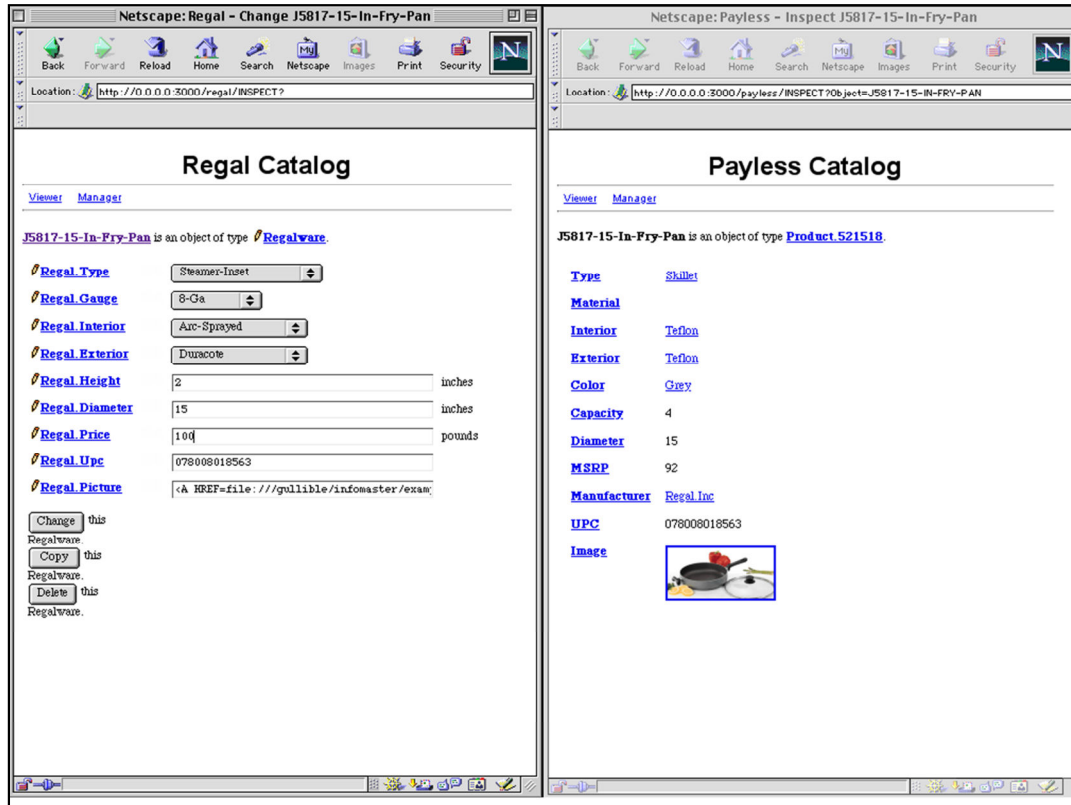 Netscape: Regal - Change J5817-15-In-Fry-Pan
Back Forward Reload Home Search Netscape Images Print Security
My
N
Location: http://0.0.0.0:3000/regal/INSPECT?
Regal Catalog
Viewer Manager
J5817-15-In-Fry-Pan is an object of type Regalware.
Regal.Type Steamer-Inset
Regal.Gauge 8-Ga
Regal.Interior Arc-Sprayed
Regal.Exterior Duracote
Regal.Height 2 inches
Regal.Diameter 15 inches
Regal.Price 100 pounds
Regal.Upc 078008018563
Regal.Picture <A HREF=file:///gullible/infomaster/exam
Change this
Regalware.
Copy this
Regalware.
Delete this
Regalware.
Netscape: Payless - Inspect J5817-15-In-Fry-Pan
Back Forward Reload Home Search Netscape Images Print Security
My
N
Location: http://0.0.0.0:3000/payless/INSPECT?Object=J5817-15-IN-FRY-PAN
Payless Catalog
Viewer Manager
J5817-15-In-Fry-Pan is an object of type Product.521518.
Type Skillet
Material
Interior Teflon
Exterior Teflon
Color Grey
Capacity 4
Diameter 15
MSRP 92
Manufacturer Regal.Inc
UPC 078008018563
Image